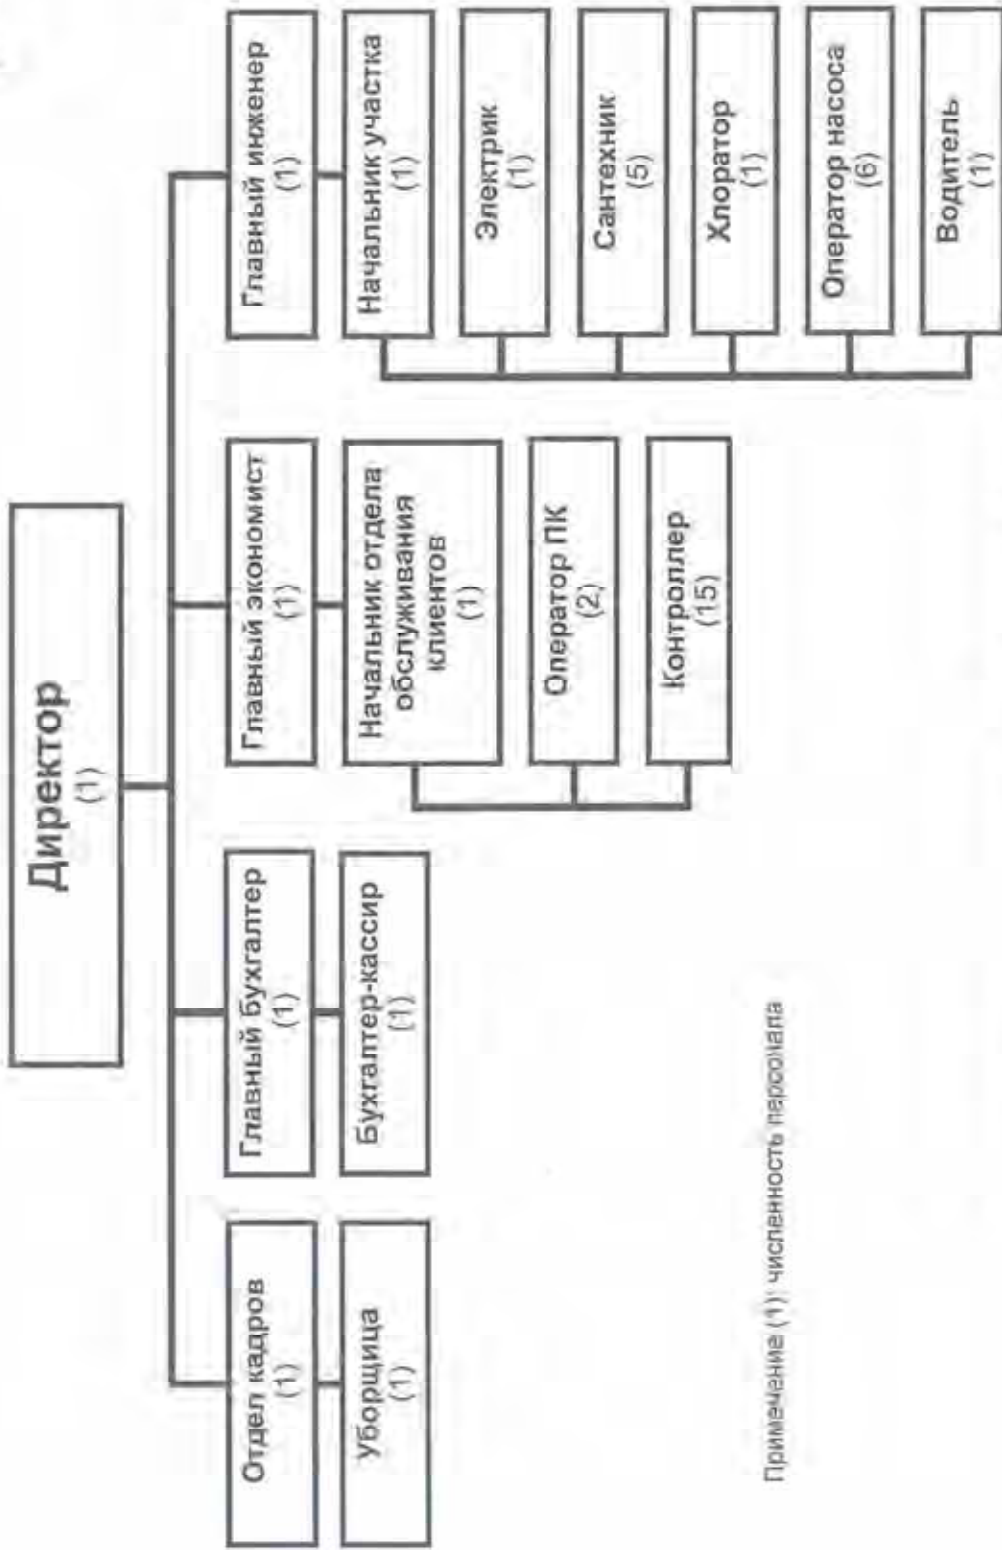 Директор
(1)
Отдел кадров
(1)
Уборщица
(1)
Главный бухгалтер
(1)
Бухгалтер-кассир
(1)
Главный экономист
(1)
Начальник отдела
обслуживания
клиентов
(1)
Оператор ПК
(2)
Контроллер
(15)
Главный инженер
(1)
Начальник участка
(1)
Электрик
(1)
Сантехник
(5)
Хлоратор
(1)
Оператор насоса
(6)
Водитель
(1)
Примечание (1): численность персонала